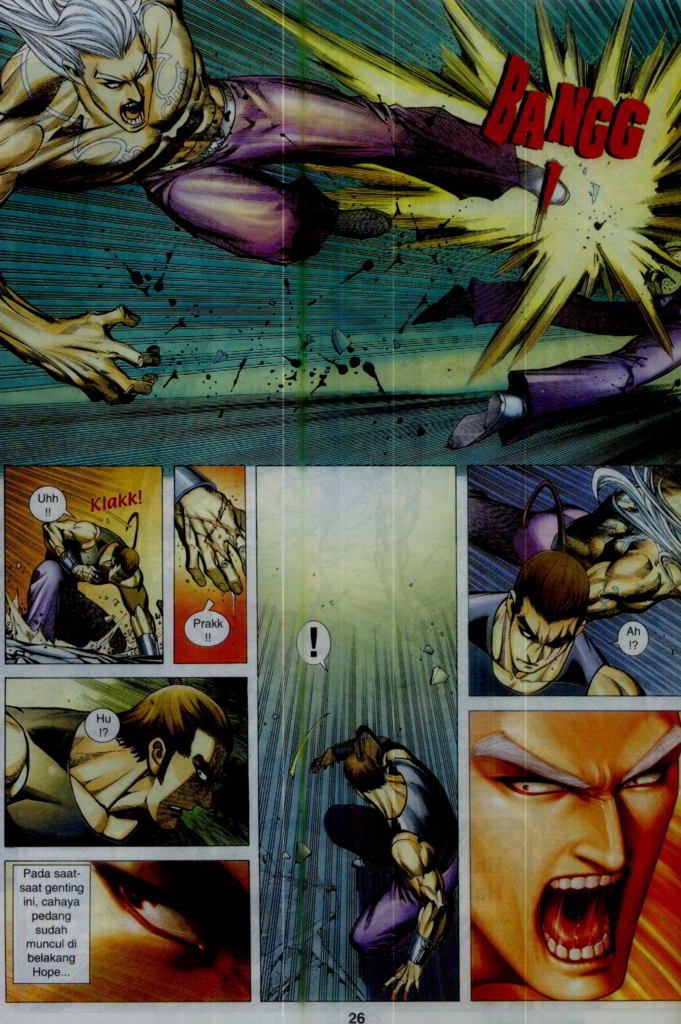 BANGG
!
Uhh
!!
Klakk!
Prakk
!!
!
Ah
!?
Hu
!?
Pada saat-
saat genting
ini, cahaya
pedang
sudah
muncul di
belakang
Hope...
26